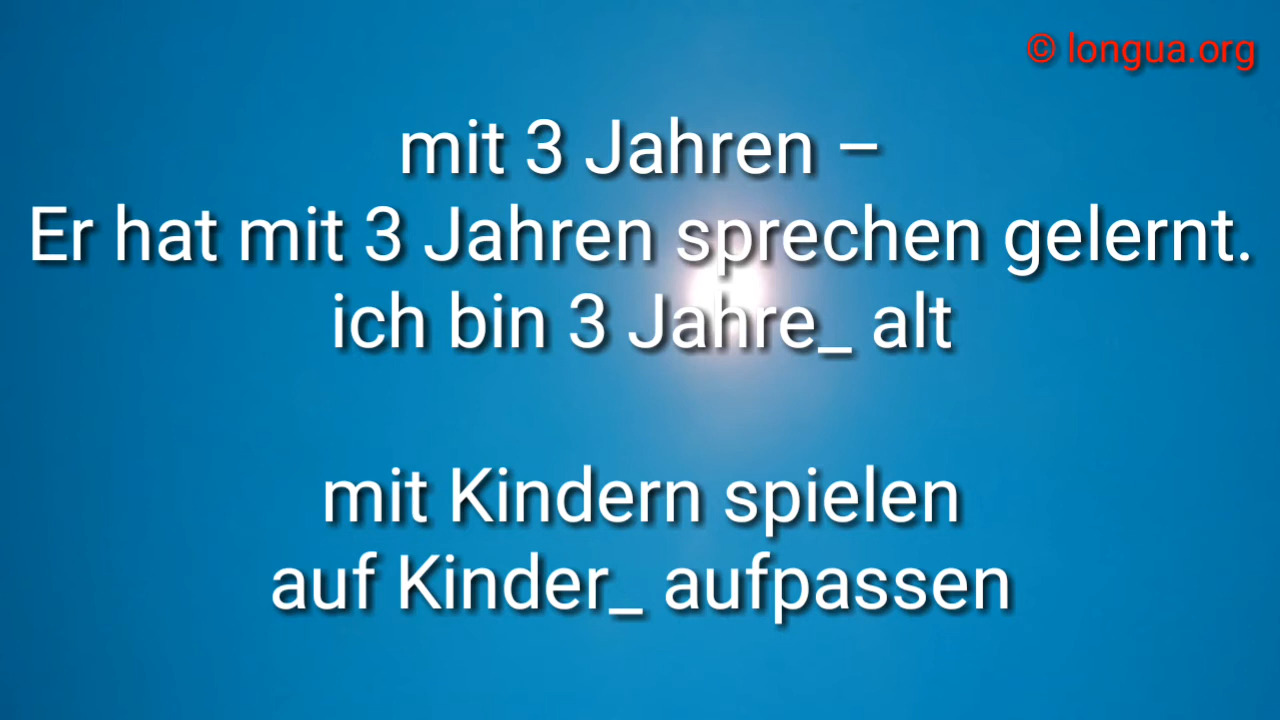 © longua.org
mit 3 Jahren –
Er hat mit 3 Jahren sprechen gelernt.
ich bin 3 Jahre_ alt
mit Kindern spielen
auf Kinder_ aufpassen